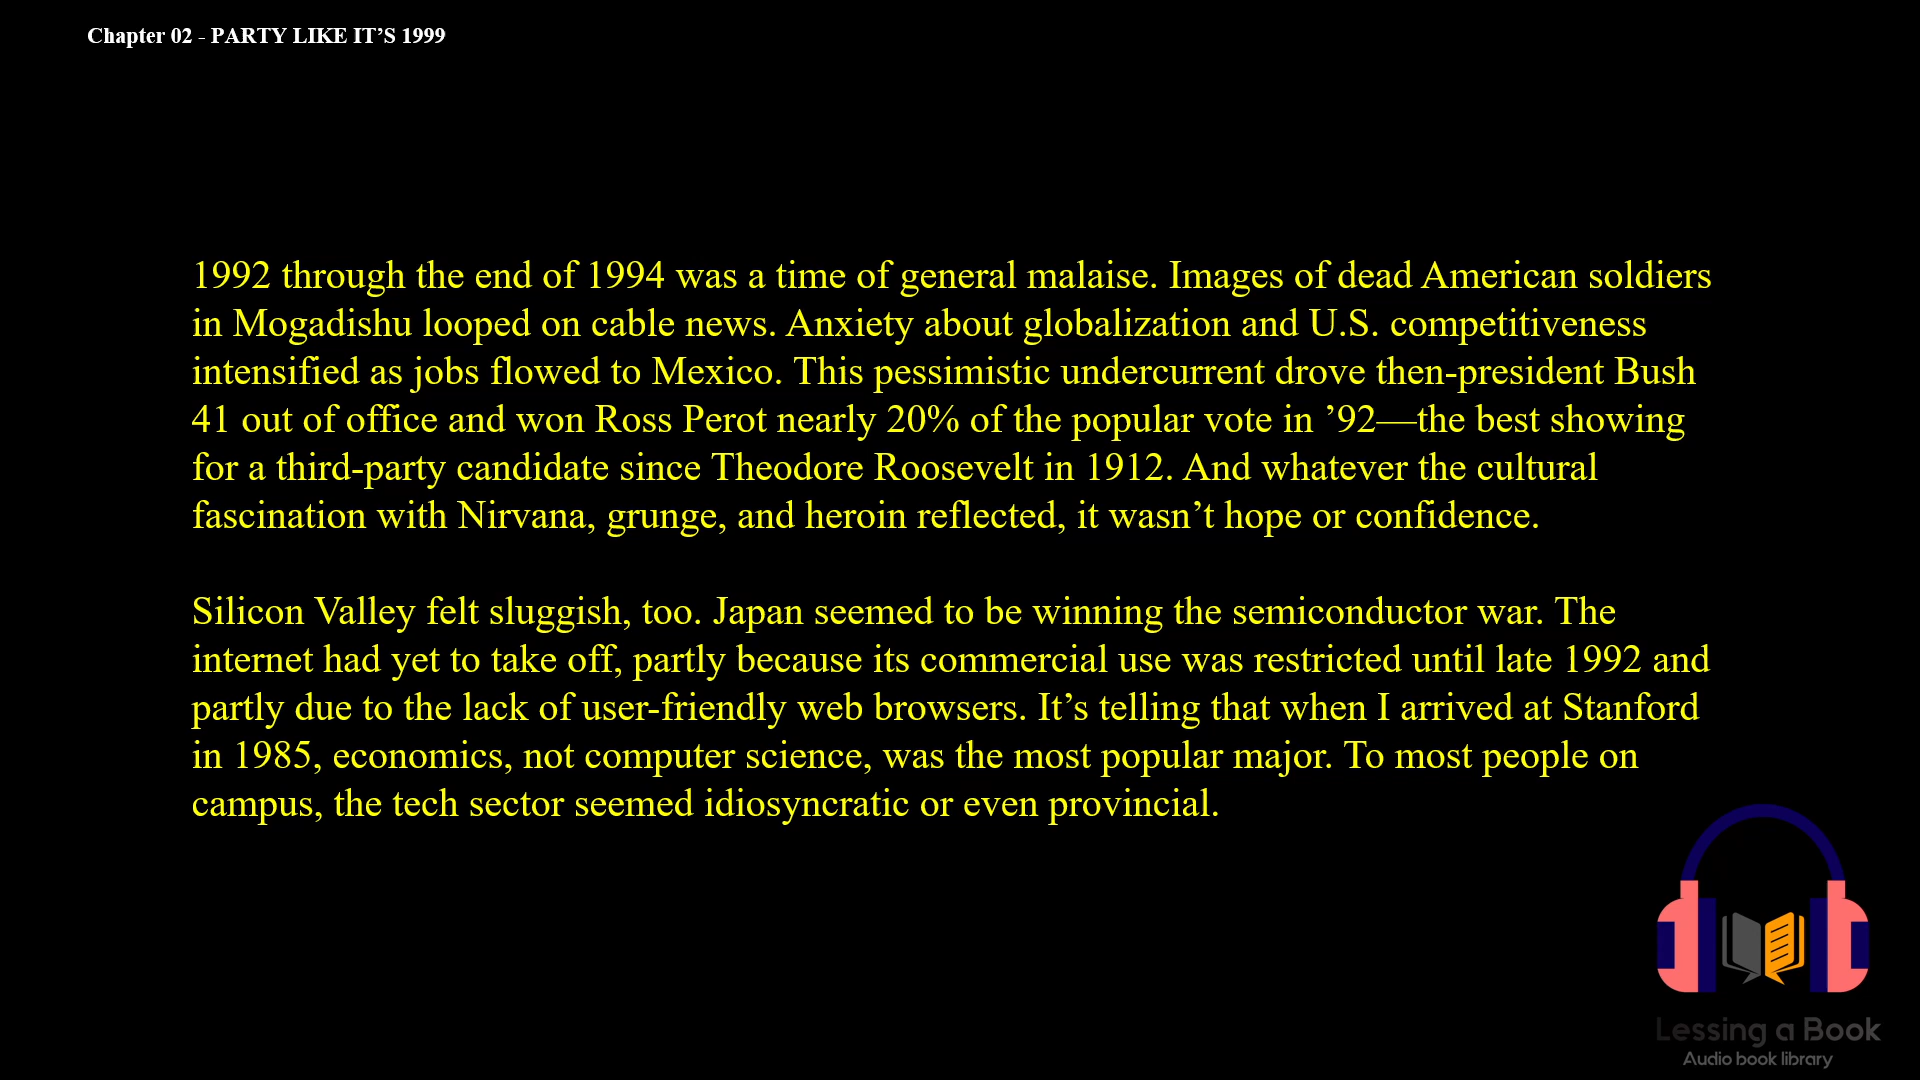 Chapter 02 - PARTY LIKE IT’S 1999
1992 through the end of 1994 was a time of general malaise. Images of dead American soldiers
in Mogadishu looped on cable news. Anxiety about globalization and U.S. competitiveness
intensified as jobs flowed to Mexico. This pessimistic undercurrent drove then-president Bush
41 out of office and won Ross Perot nearly 20% of the popular vote in ’92—the best showing
for a third-party candidate since Theodore Roosevelt in 1912. And whatever the cultural
fascination with Nirvana, grunge, and heroin reflected, it wasn’t hope or confidence.
Silicon Valley felt sluggish, too. Japan seemed to be winning the semiconductor war. The
internet had yet to take off, partly because its commercial use was restricted until late 1992 and
partly due to the lack of user-friendly web browsers. It’s telling that when I arrived at Stanford
in 1985, economics, not computer science, was the most popular major. To most people on
campus, the tech sector seemed idiosyncratic or even provincial.
Lessing a Book
Audio book library